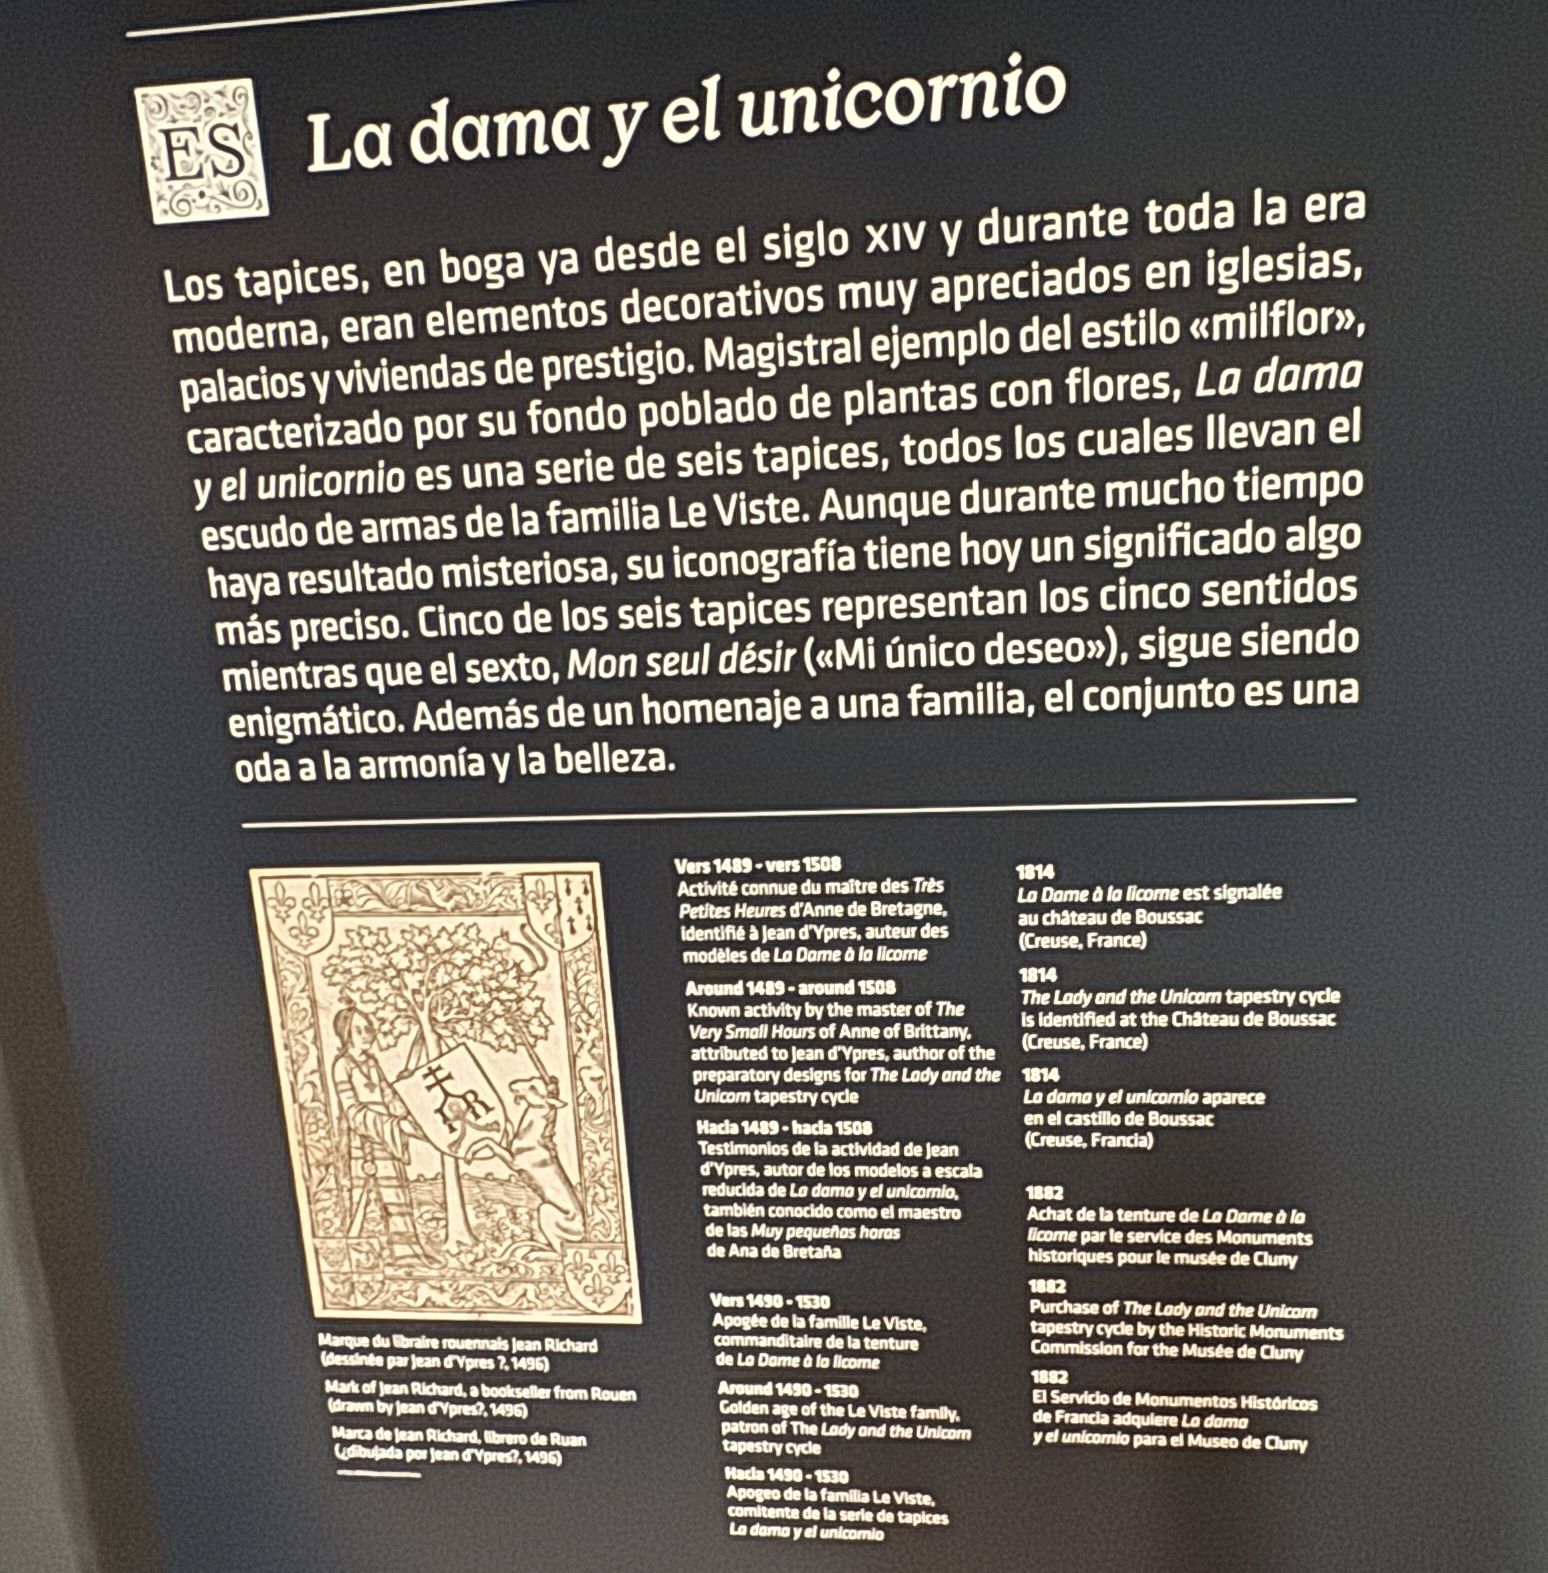 ES
La dama y el unicornio
Los tapices, en boga ya desde el siglo XIV y durante toda la era
moderna, eran elementos decorativos muy apreciados en iglesias,
palacios y viviendas de prestigio. Magistral ejemplo del estilo «milflor»,
caracterizado por su fondo poblado de plantas con flores, La dama
y el unicornio es una serie de seis tapices, todos los cuales llevan el
escudo de armas de la familia Le Viste. Aunque durante mucho tiempo
haya resultado misteriosa, su iconografía tiene hoy un significado algo
más preciso. Cinco de los seis tapices representan los cinco sentidos
mientras que el sexto, Mon seul désir («Mi único deseo»), sigue siendo
enigmático. Además de un homenaje a una familia, el conjunto es una
oda a la armonía y la belleza.
R
Marque du libraire rouennais Jean Richard
(dessinée par Jean d'Ypres ?, 1496)
Mark of Jean Richard, a bookseller from Rouen
(drawn by Jean d'Ypres?, 1496)
Marca de Jean Richard, librero de Ruan
(¿dibujada por Jean d'Ypres?, 1496)
Vers 1489 - vers 1508
Activité connue du maître des Très
Petites Heures d'Anne de Bretagne,
identifié à Jean d'Ypres, auteur des
modèles de La Dame à la licorne
Around 1489 - around 1508
Known activity by the master of The
Very Small Hours of Anne of Brittany,
attributed to Jean d'Ypres, author of the
preparatory designs for The Lady and the
Unicorn tapestry cycle
Hacia 1489 - hacia 1508
Testimonios de la actividad de Jean
d'Ypres, autor de los modelos a escala
reducida de La dama y el unicornio,
también conocido como el maestro
de las Muy pequeñas horas
de Ana de Bretaña
Vers 1490 - 1530
Apogée de la famille Le Viste,
commanditaire de la tenture
de La Dame à la licorne
Around 1490 - 1530
Golden age of the Le Viste family,
patron of The Lady and the Unicorn
tapestry cycle
Hacia 1490 - 1530
Apogeo de la familia Le Viste,
comitente de la serie de tapices
La dama y el unicornio
1814
La Dame à la licorne est signalée
au château de Boussac
(Creuse, France)
1814
The Lady and the Unicorn tapestry cycle
is identified at the Château de Boussac
(Creuse, France)
1814
La dama y el unicornio aparece
en el castillo de Boussac
(Creuse, Francia)
1882
Achat de la tenture de La Dame à la
licorne par le service des Monuments
historiques pour le musée de Cluny
1882
Purchase of The Lady and the Unicorn
tapestry cycle by the Historic Monuments
Commission for the Musée de Cluny
1882
El Servicio de Monumentos Históricos
de Francia adquiere La dama
y el unicornio para el Museo de Cluny